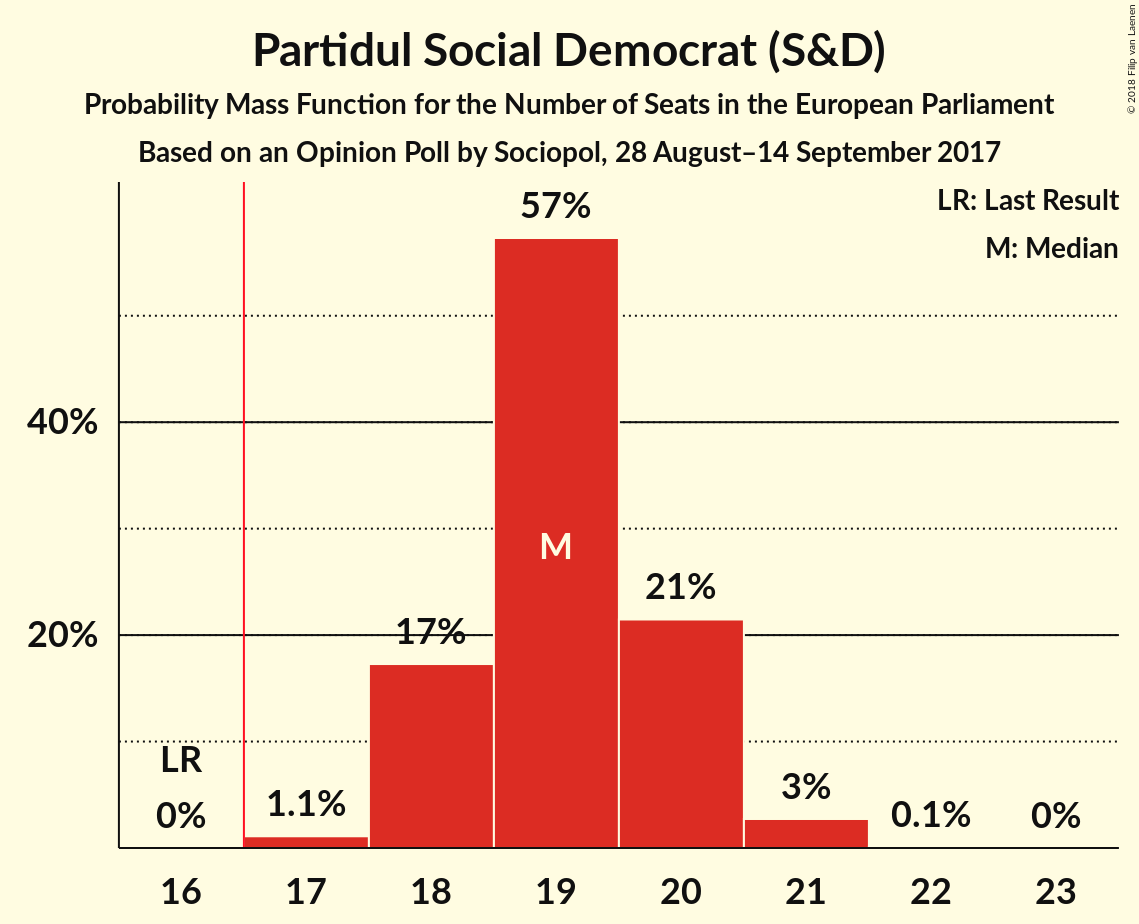 Partidul Social Democrat (S&D)
Probability Mass Function for the Number of Seats in the European Parliament
Based on an Opinion Poll by Sociopol, 28 August–14 September 2017
© 2018 Filip van Laenen
LR: Last Result
M: Median
57%
40%
M
21%
20%
17%
LR
0%
1.1%
3%
0.1%
0%
16 17 18 19 20 21 22 23